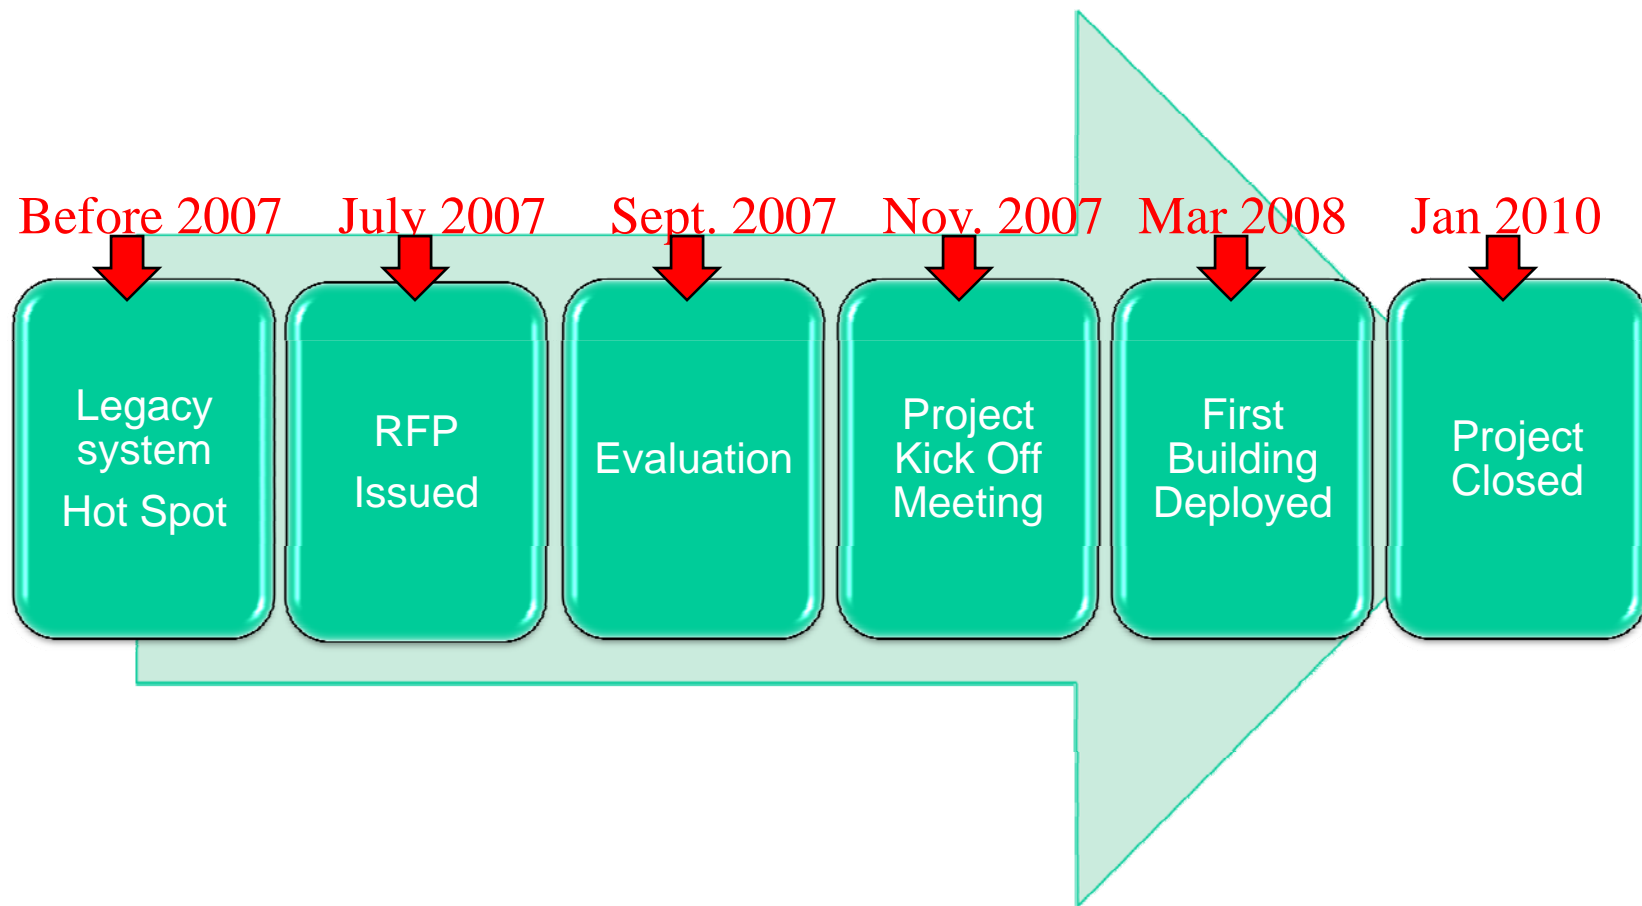 Before 2007
July 2007
Sept. 2007
Nov. 2007
Mar 2008
Jan 2010
Legacy
system
Hot Spot
RFP
Issued
Evaluation
Project
Kick Off
Meeting
First
Building
Deployed
Project
Closed